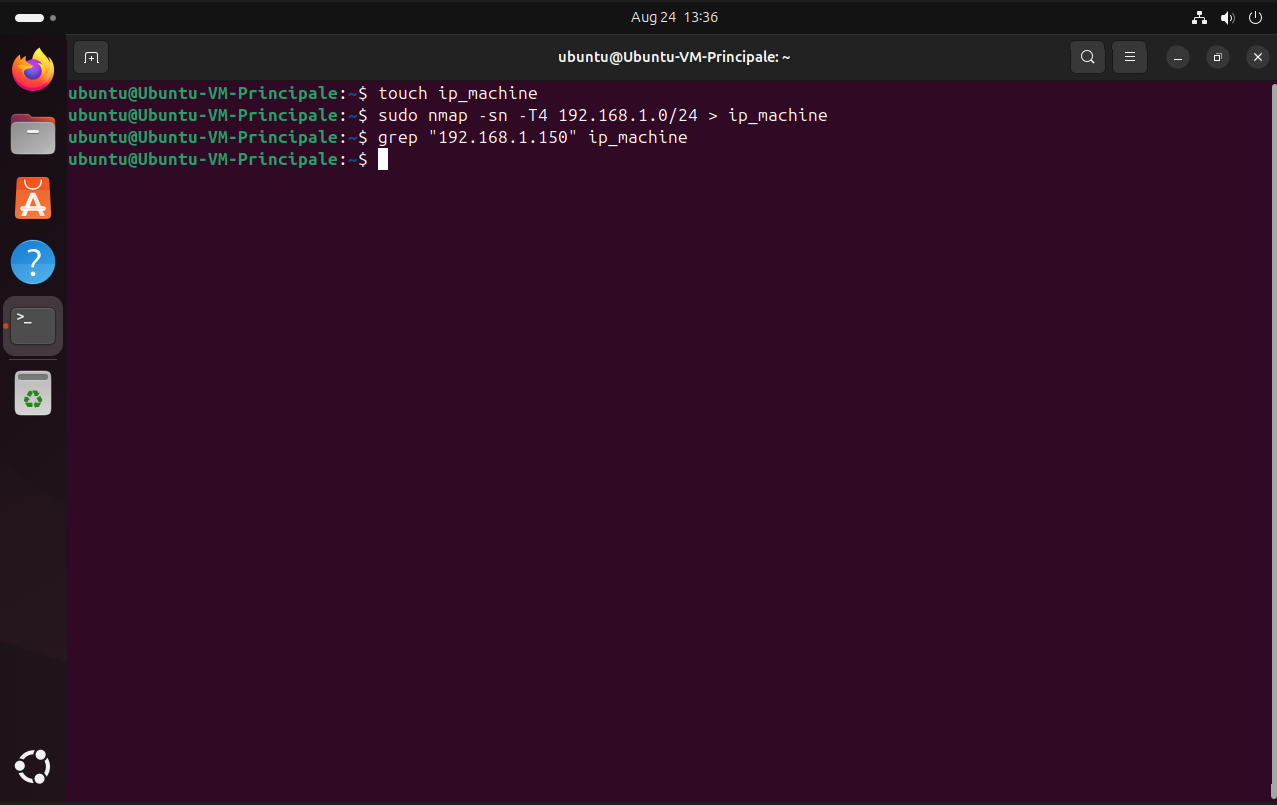 Aug 24 13:36
ubuntu@Ubuntu-VM-Principale: ~
ubuntu@Ubuntu-VM-Principale:~$ touch ip_machine
ubuntu@Ubuntu-VM-Principale:~$ sudo nmap -sn -T4 192.168.1.0/24 > ip_machine
ubuntu@Ubuntu-VM-Principale:~$ grep "192.168.1.150" ip_machine
ubuntu@Ubuntu-VM-Principale:~$